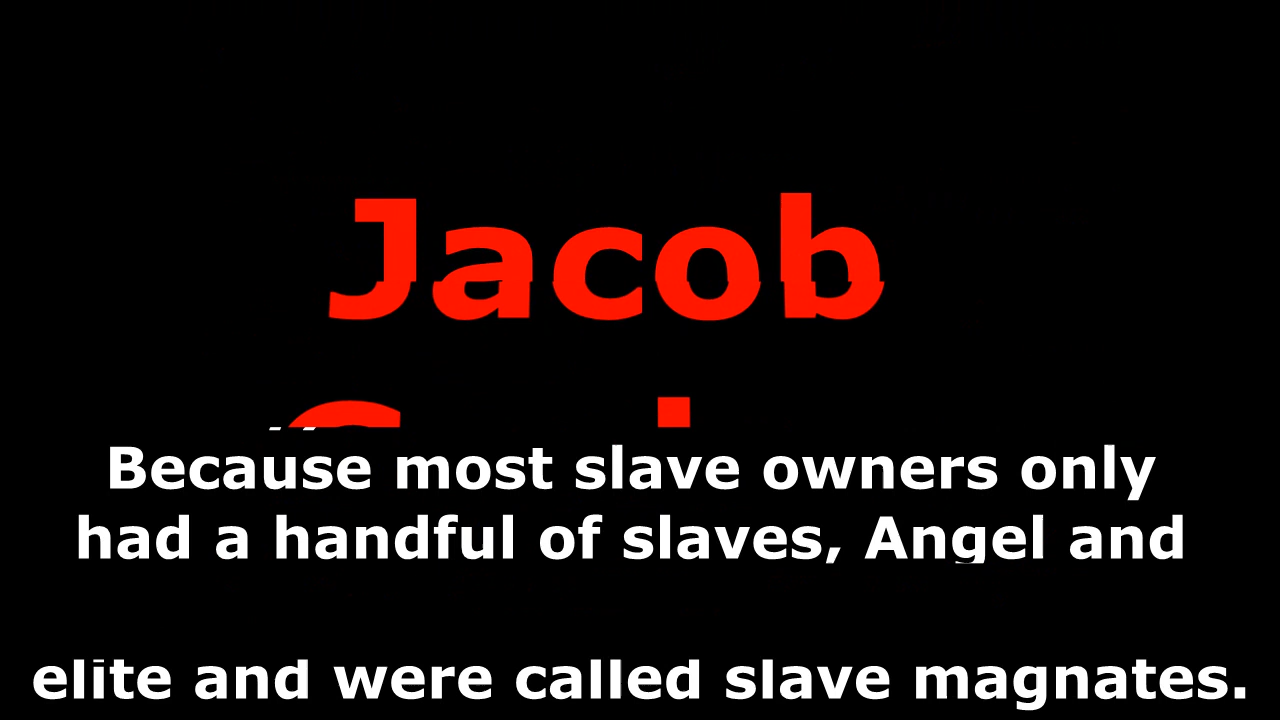 Jacob
Because most slave owners only
had a handful of slaves, Angel and
elite and were called slave magnates.